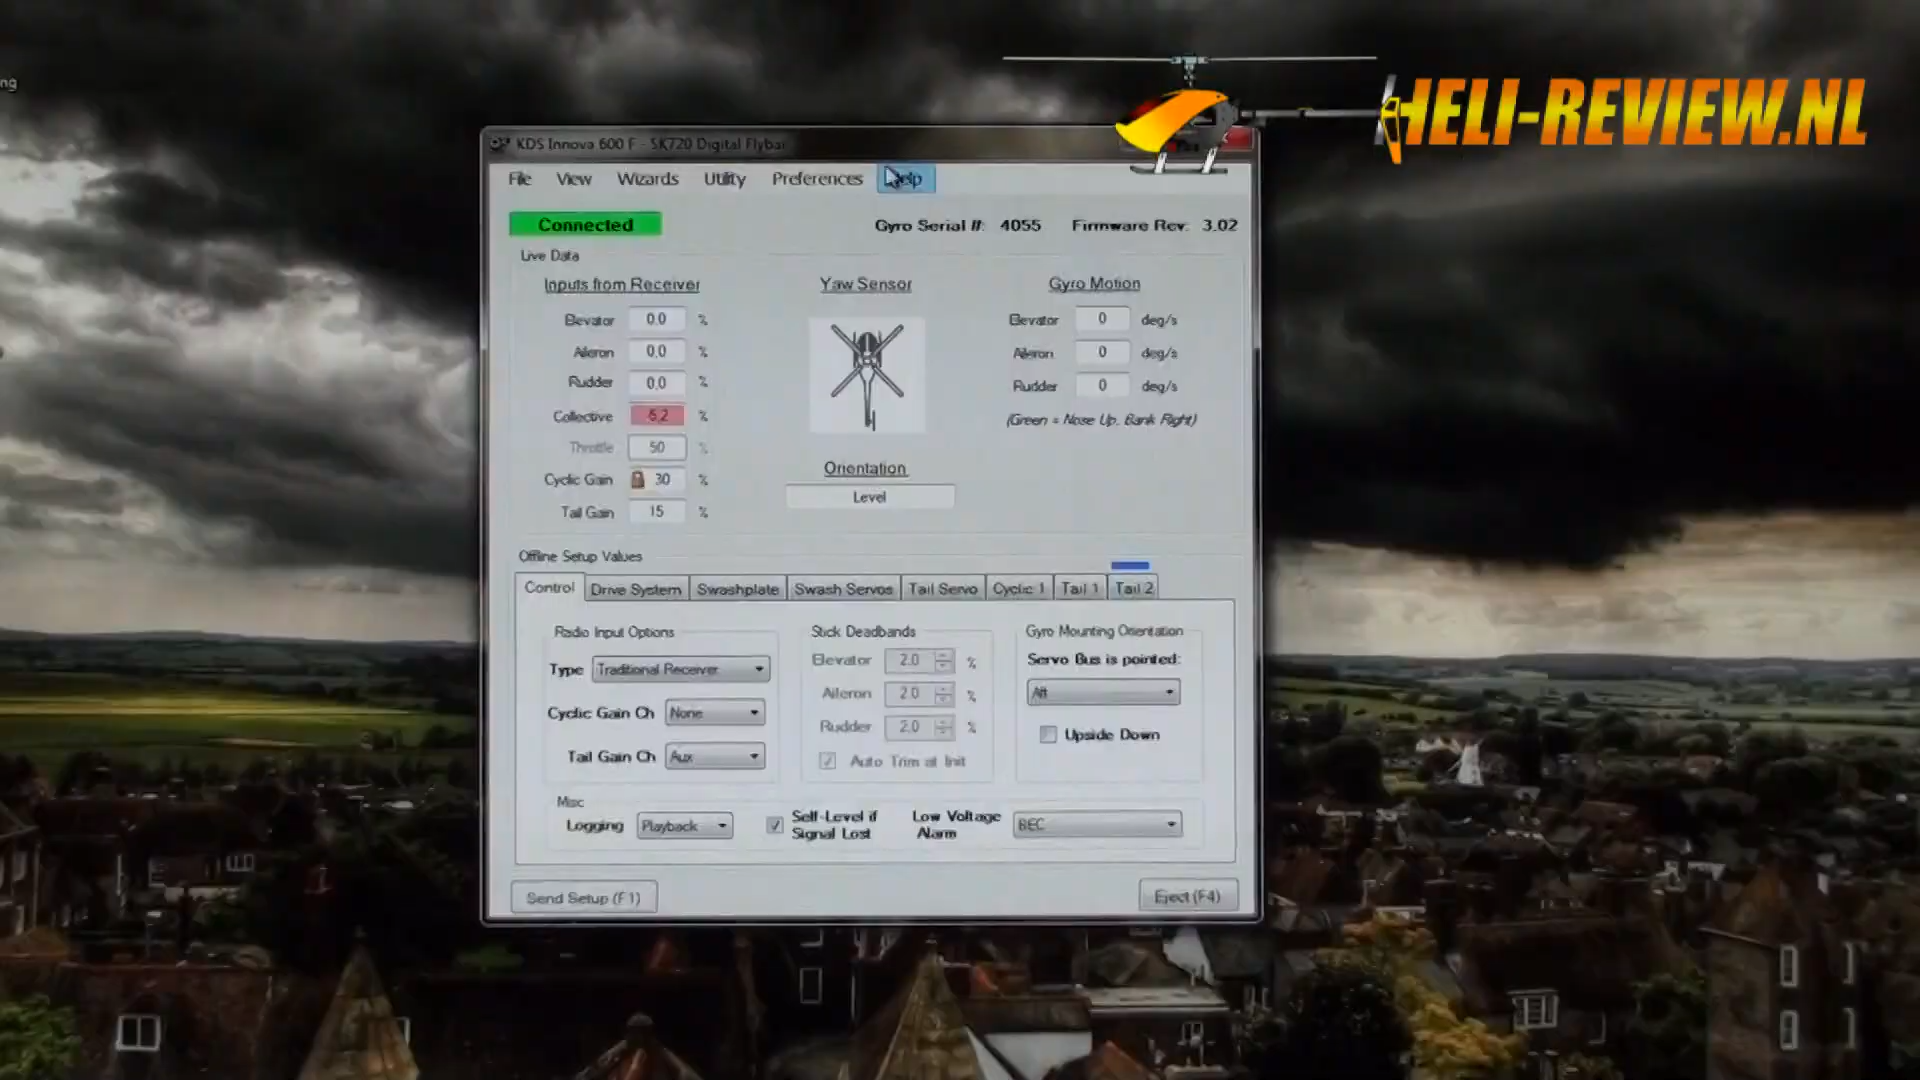 ng
HELI-REVIEW.NL
KDS Innova 600 F - SK720 Digital Flybar
File View Wizards Utility Preferences Help
Connected Gyro Serial #: 4055 Firmware Rev: 3.02
Live Data
Inputs from Receiver Yaw Sensor Gyro Motion
Elevator 0.0 % Elevator 0 deg/s
Aileron 0.0 % Aileron 0 deg/s
Rudder 0.0 % Rudder 0 deg/s
Collective -5.2 % (Green = Nose Up, Bank Right)
Throttle 50 %
Cyclic Gain 30 % Orientation
Level
Tail Gain 15 %
Offline Setup Values
Control Drive System Swashplate Swash Servos Tail Servo Cyclic 1 Tail 1 Tail 2
Radio Input Options Stick Deadbands Gyro Mounting Orientation
Type Traditional Receiver Elevator 2.0 % Servo Bus is pointed:
Aileron 2.0 % Aft
Cyclic Gain Ch None Rudder 2.0 % Upside Down
Tail Gain Ch Aux Auto Trim at Init
Misc
Logging Playback Self-Level if Signal Lost Low Voltage Alarm BEC
Send Setup (F1) Eject (F4)